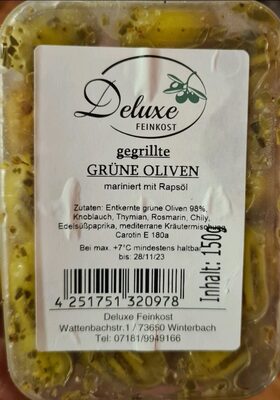 Deluxe
FEINKOST
gegrillte
GRÜNE OLIVEN
mariniert mit Rapsöl
Zutaten: Entkernte grüne Oliven 98%,
Knoblauch, Thymian, Rosmarin, Chily,
Edelsüßpaprika, mediterrane Kräutermischung
Carotin E 180a
Bei max. +7°C mindestens haltbar
bis: 28/11/23
Inhalt: 150g
4 251751 320978
Deluxe Feinkost
Wattenbachstr.1 / 73650 Winterbach
Tel: 07181/9949166